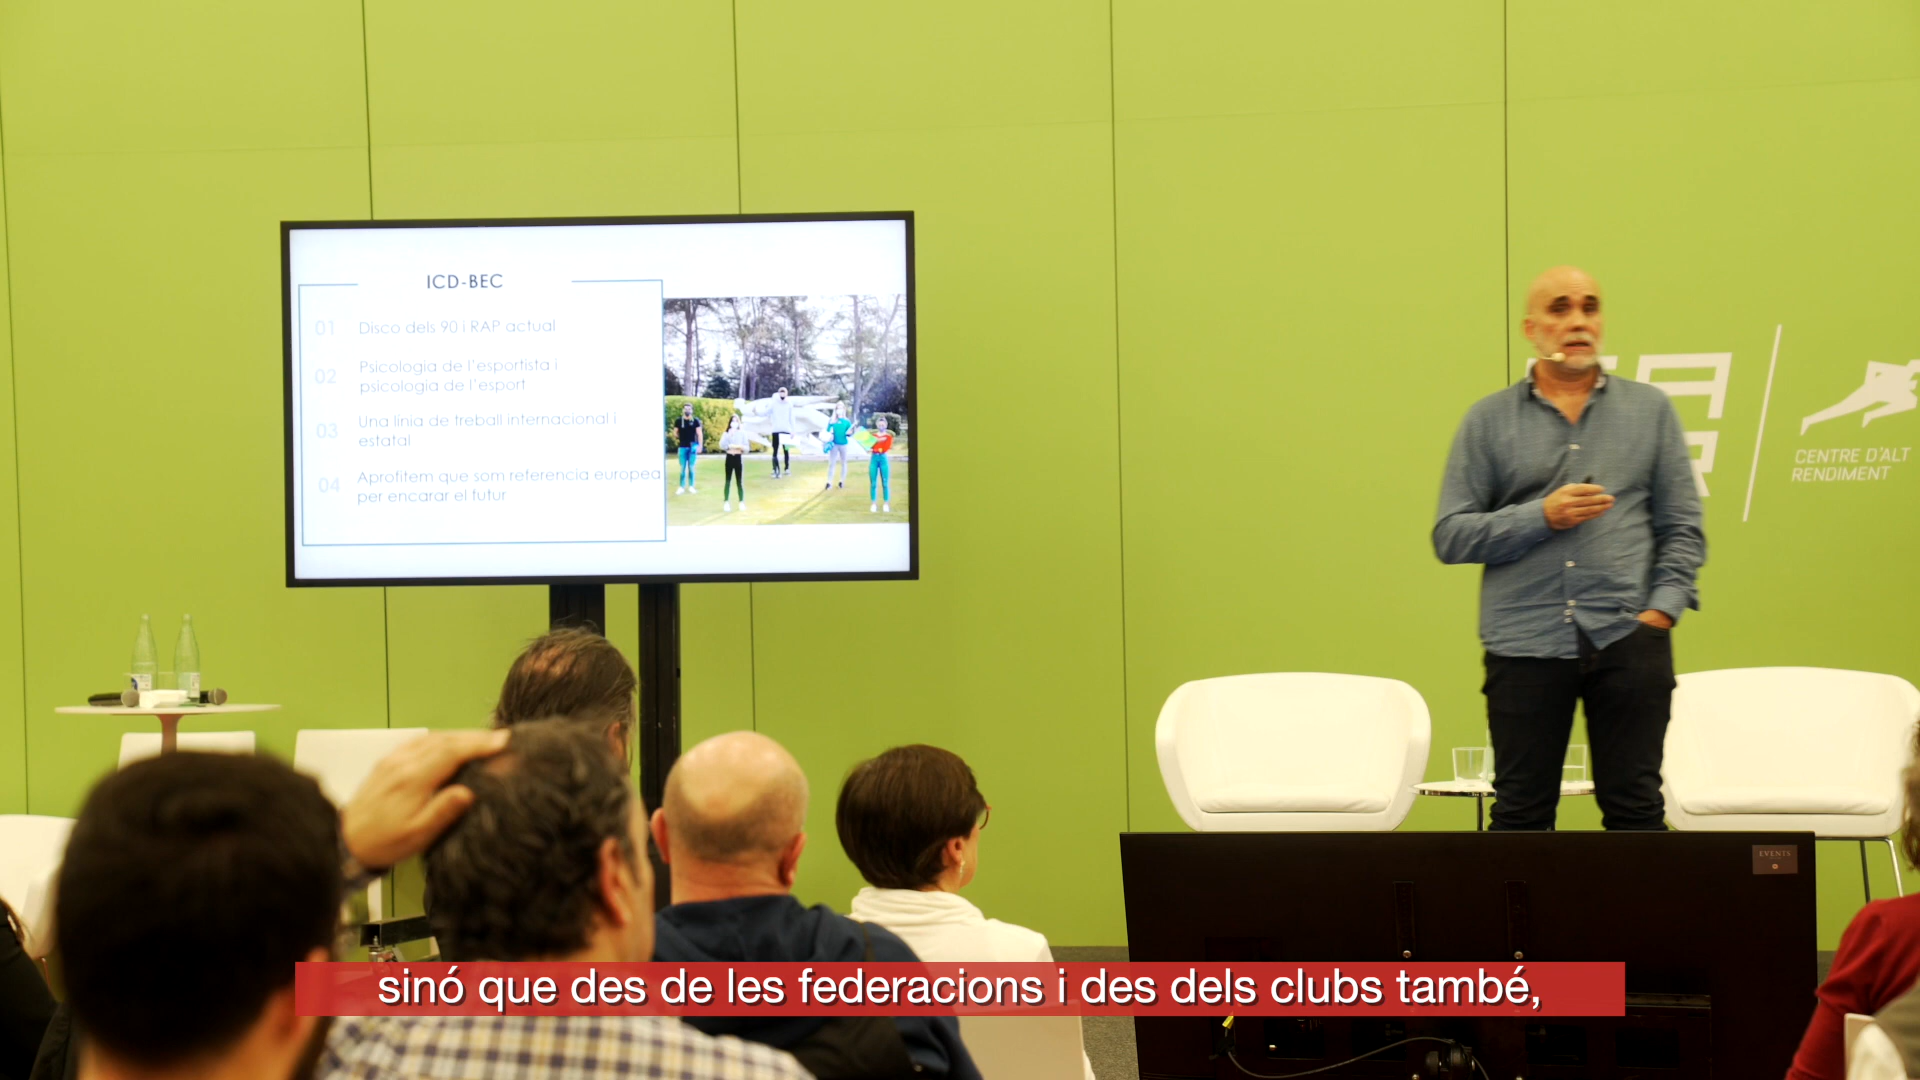 ICD-BEC
01 Disco dels 90 i RAP actual
02 Psicologia de l'esportista i
psicologia de l'esport
03 Una línia de treball internacional i
estatal
04 Aprofitem que som referencia europea
per encarar el futur
CENTRE D'ALT
RENDIMENT
EVENTS
sinó que des de les federacions i des dels clubs també,